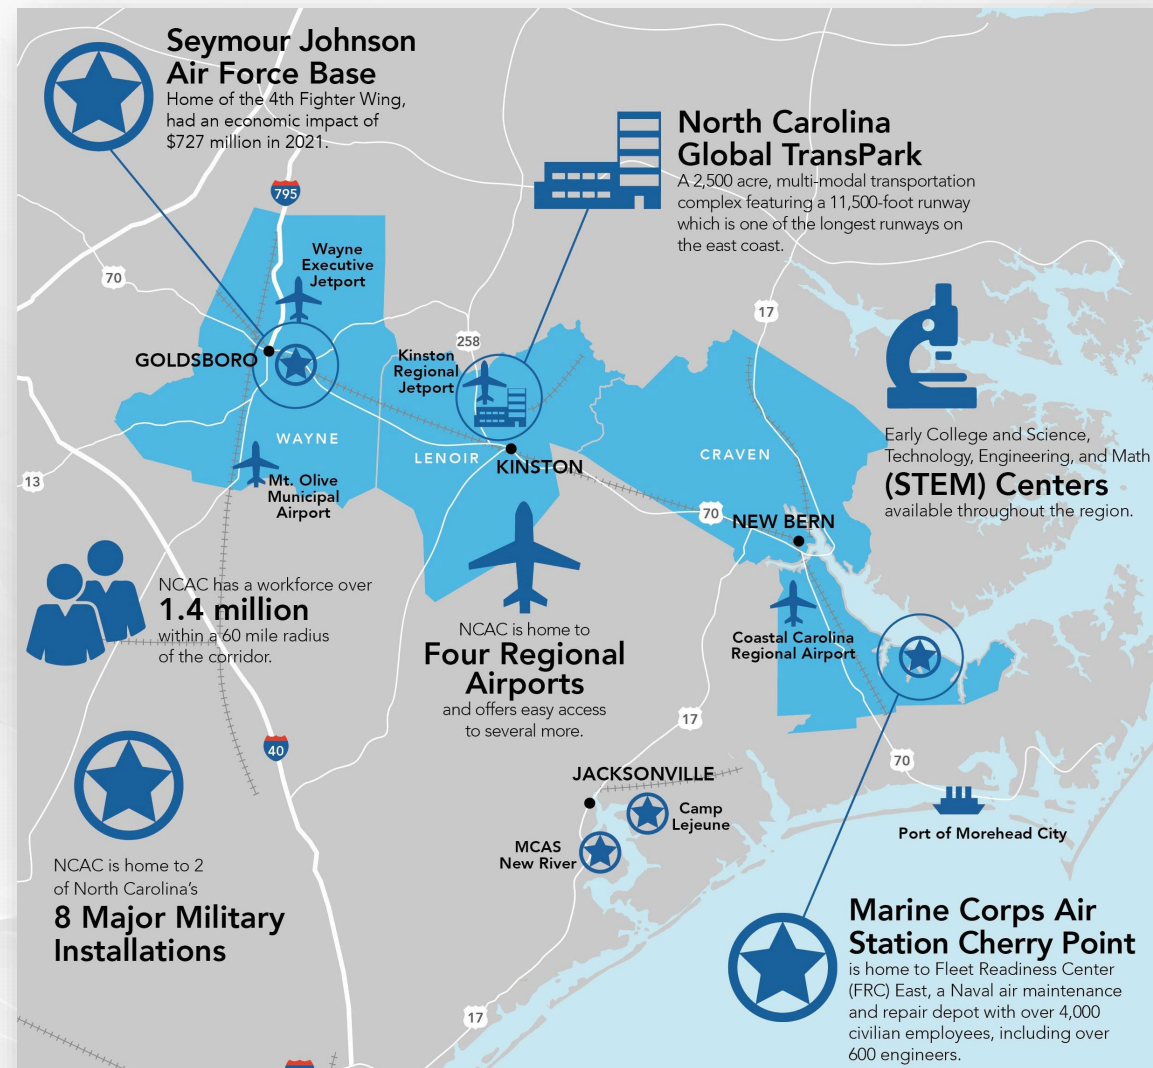 Seymour Johnson
Air Force Base
Home of the 4th Fighter Wing,
had an economic impact of
$727 million in 2021.
North Carolina
Global TransPark
A 2,500 acre, multi-modal transportation
complex featuring a 11,500-foot runway
which is one of the longest runways on
the east coast.
795
Wayne
Executive
Jetport
70
17
258
GOLDSBORO
Kinston
Regional
Jetport
WAYNE
LENOIR
KINSTON
CRAVEN
Early College and Science,
Technology, Engineering, and Math
(STEM) Centers
available throughout the region.
13
Mt. Olive
Municipal
Airport
70
NEW BERN
NCAC has a workforce over
1.4 million
within a 60 mile radius
of the corridor.
NCAC is home to
Four Regional
Airports
and offers easy access
to several more.
Coastal Carolina
Regional Airport
17
40
70
JACKSONVILLE
Camp
Lejeune
MCAS
New River
Port of Morehead City
NCAC is home to 2
of North Carolina's
8 Major Military
Installations
Marine Corps Air
Station Cherry Point
is home to Fleet Readiness Center
(FRC) East, a Naval air maintenance
and repair depot with over 4,000
civilian employees, including over
600 engineers.
17